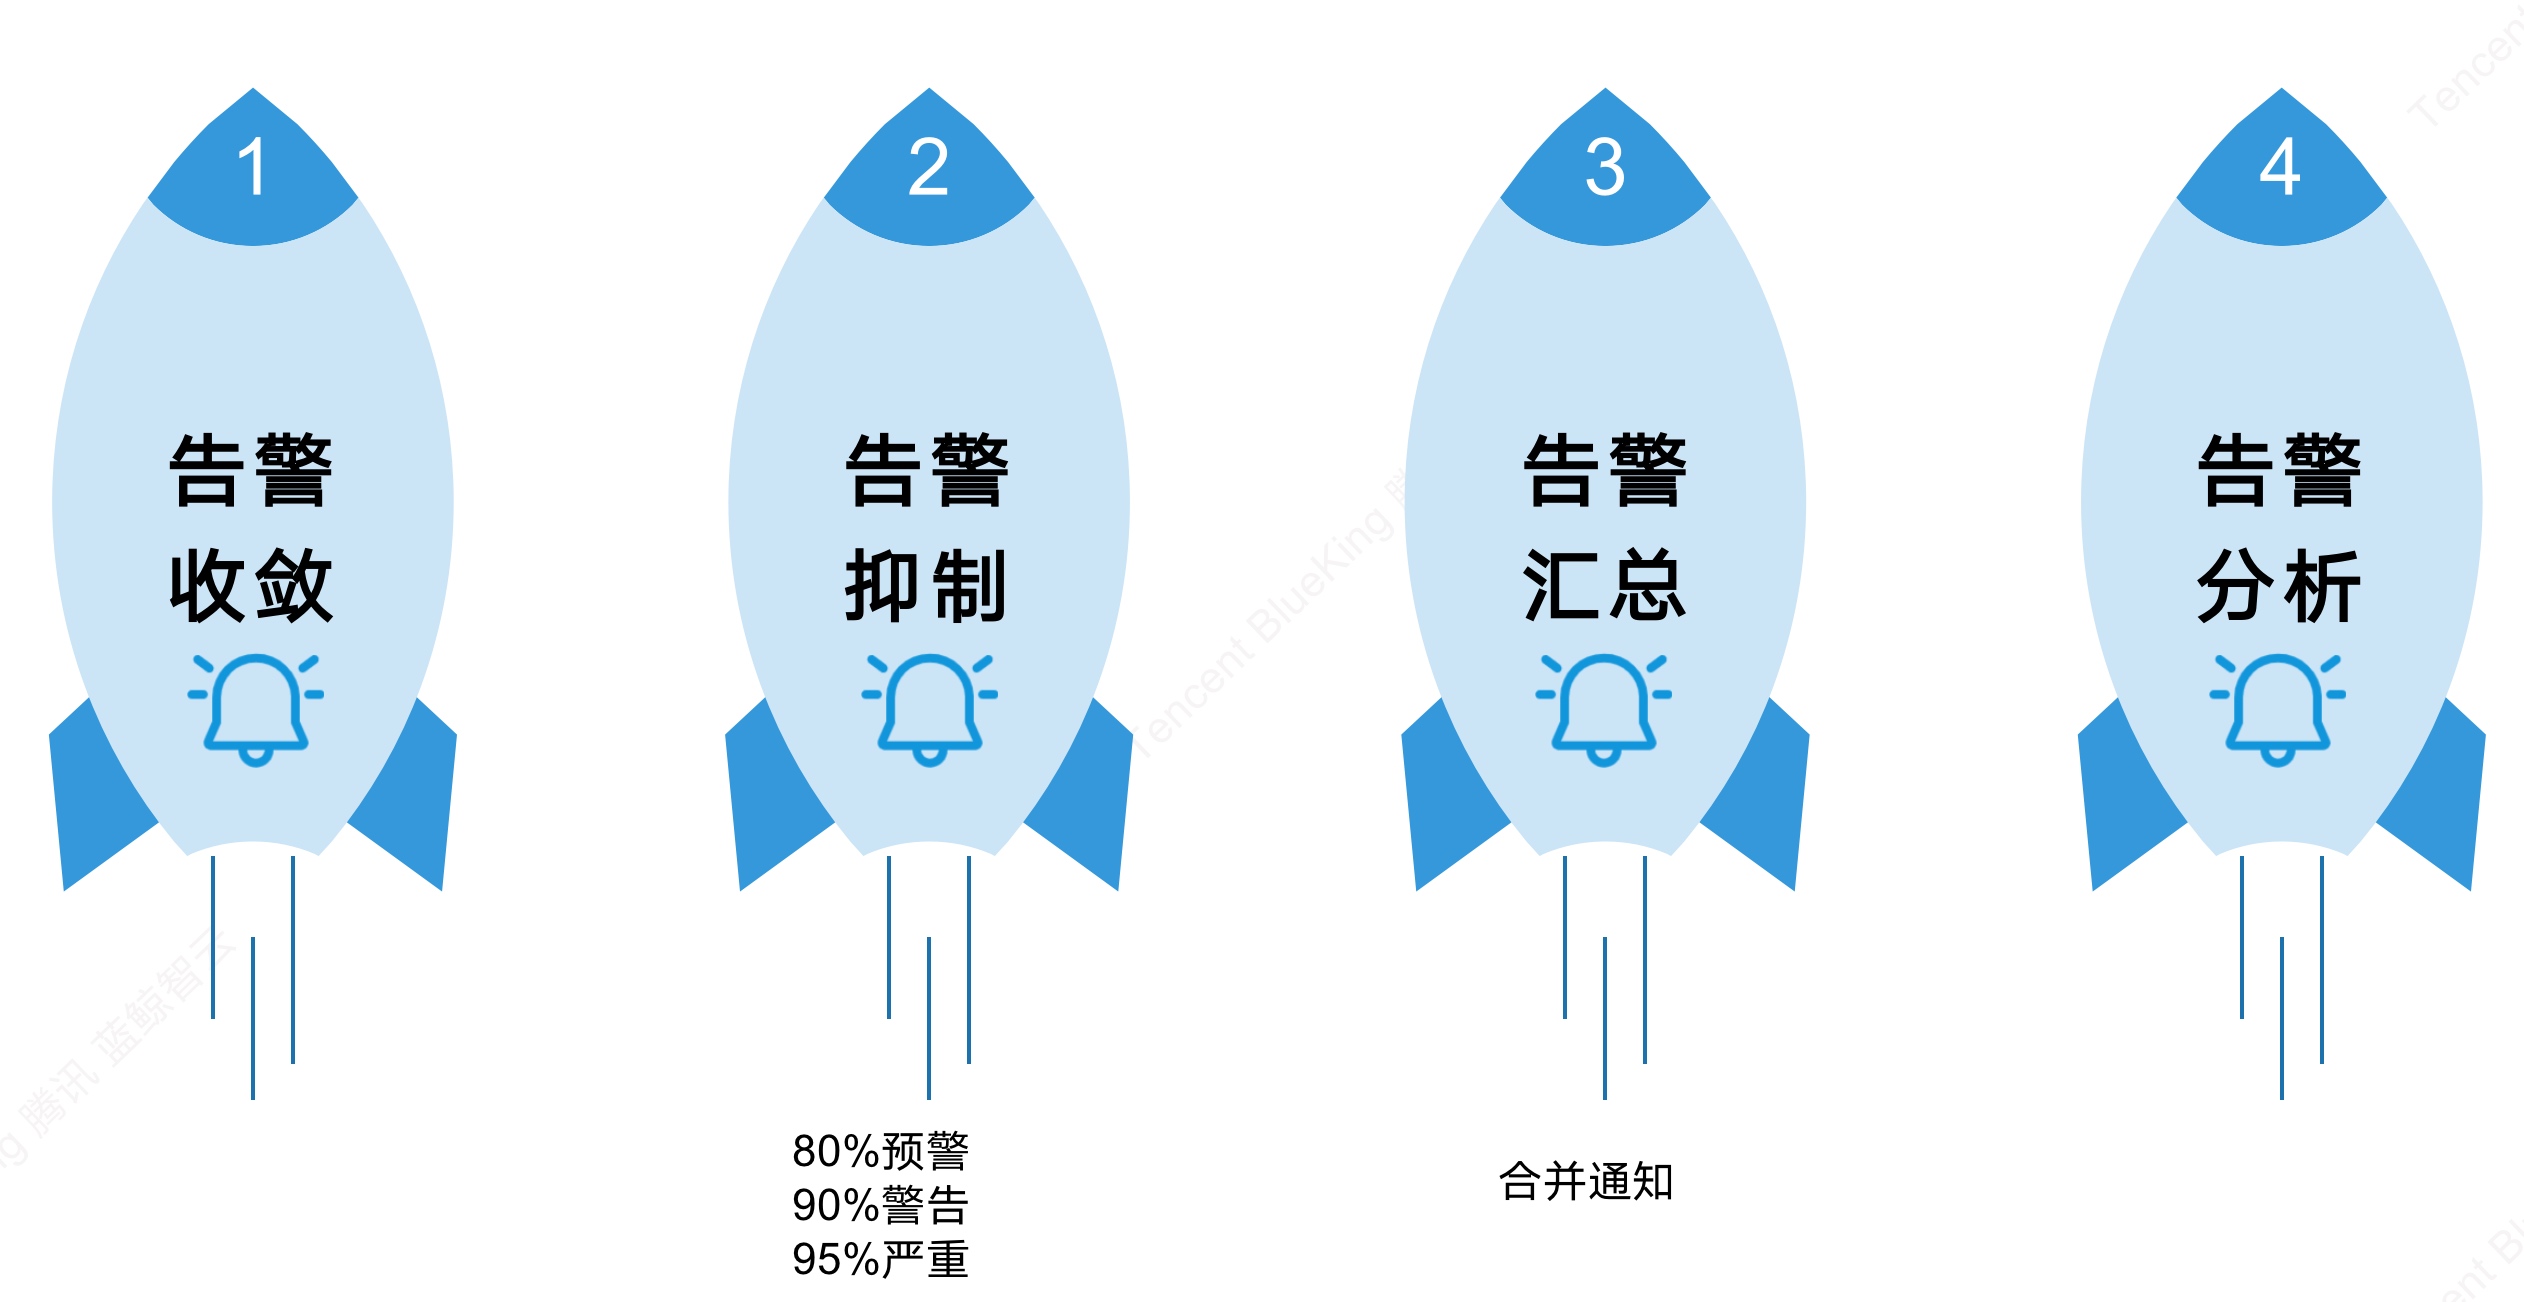 1
告警
收敛
2
告警
抑制
80%预警
90%警告
95%严重
3
告警
汇总
合并通知
4
告警
分析
Tencent
Tencent BlueKing 腾
腾讯 蓝鲸智云